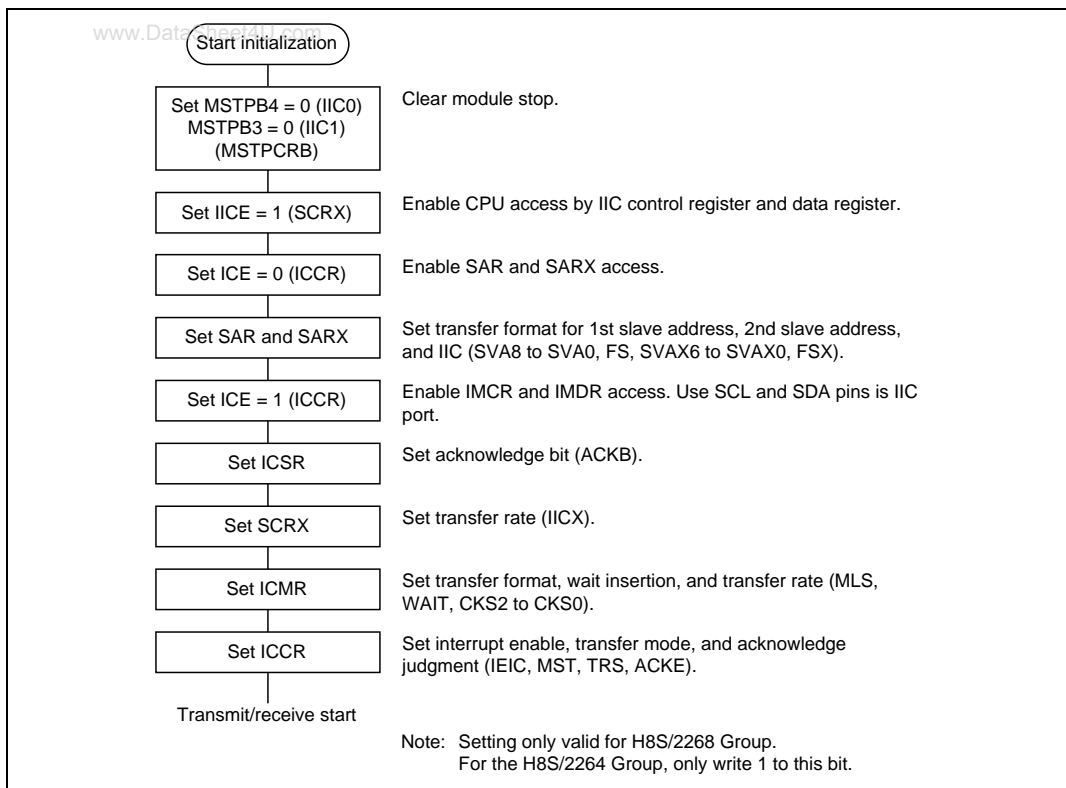 www.DataSheet4U.com
Start initialization
Set MSTPB4 = 0 (IIC0)
MSTPB3 = 0 (IIC1)
(MSTPCRB)
Clear module stop.
Set IICE = 1 (SCRX)
Enable CPU access by IIC control register and data register.
Set ICE = 0 (ICCR)
Enable SAR and SARX access.
Set SAR and SARX
Set transfer format for 1st slave address, 2nd slave address,
and IIC (SVA8 to SVA0, FS, SVAX6 to SVAX0, FSX).
Set ICE = 1 (ICCR)
Enable IMCR and IMDR access. Use SCL and SDA pins is IIC
port.
Set ICSR
Set acknowledge bit (ACKB).
Set SCRX
Set transfer rate (IICX).
Set ICMR
Set transfer format, wait insertion, and transfer rate (MLS,
WAIT, CKS2 to CKS0).
Set ICCR
Set interrupt enable, transfer mode, and acknowledge
judgment (IEIC, MST, TRS, ACKE).
Transmit/receive start
Note: Setting only valid for H8S/2268 Group.
For the H8S/2264 Group, only write 1 to this bit.